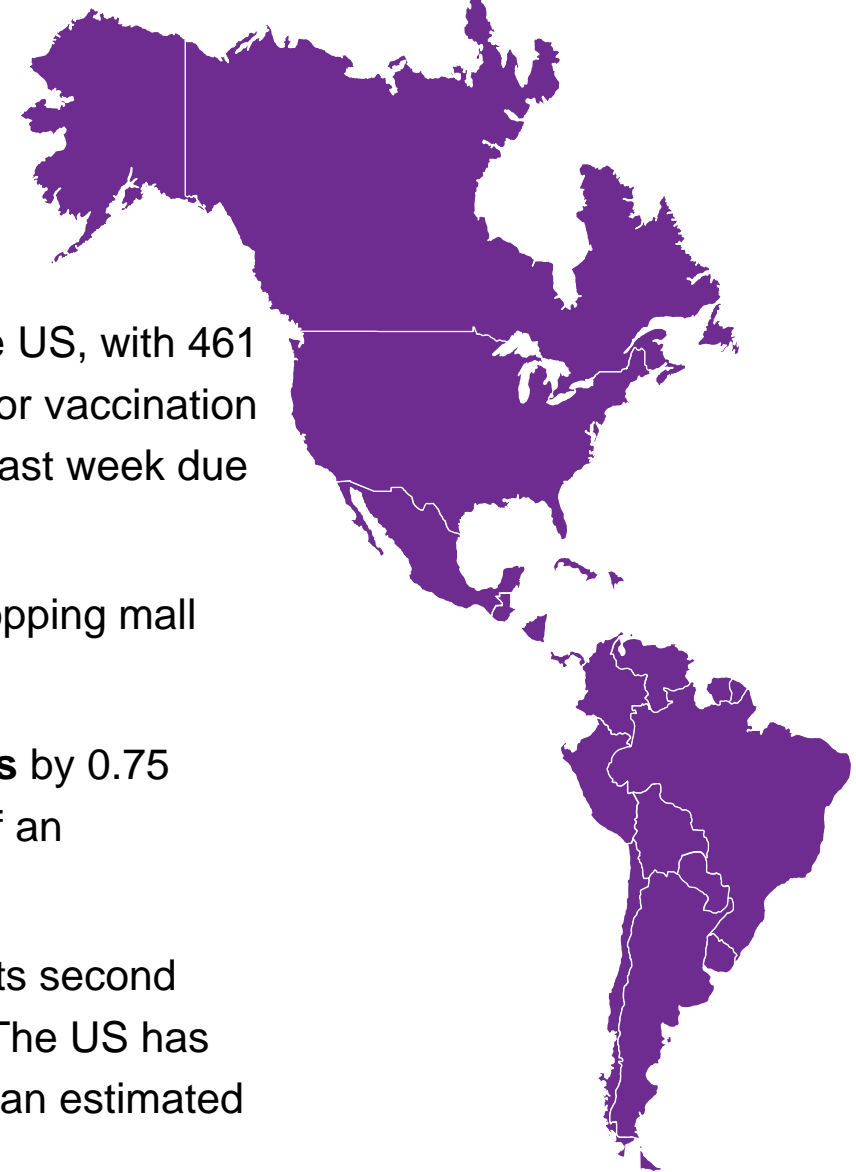 US, with 461
or vaccination
ast week due
pping mall
s by 0.75
an
ts second
The US has
an estimated